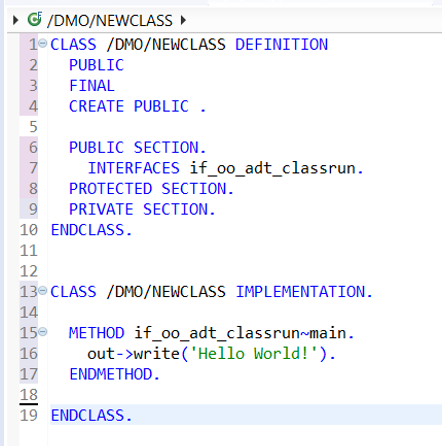 /DMO/NEWCLASS
1 CLASS /DMO/NEWCLASS DEFINITION
2   PUBLIC
3   FINAL
4   CREATE PUBLIC .
5
6   PUBLIC SECTION.
7     INTERFACES if_oo_adt_classrun.
8   PROTECTED SECTION.
9   PRIVATE SECTION.
10 ENDCLASS.
11
12
13 CLASS /DMO/NEWCLASS IMPLEMENTATION.
14
15   METHOD if_oo_adt_classrun~main.
16     out->write('Hello World!').
17   ENDMETHOD.
18
19 ENDCLASS.